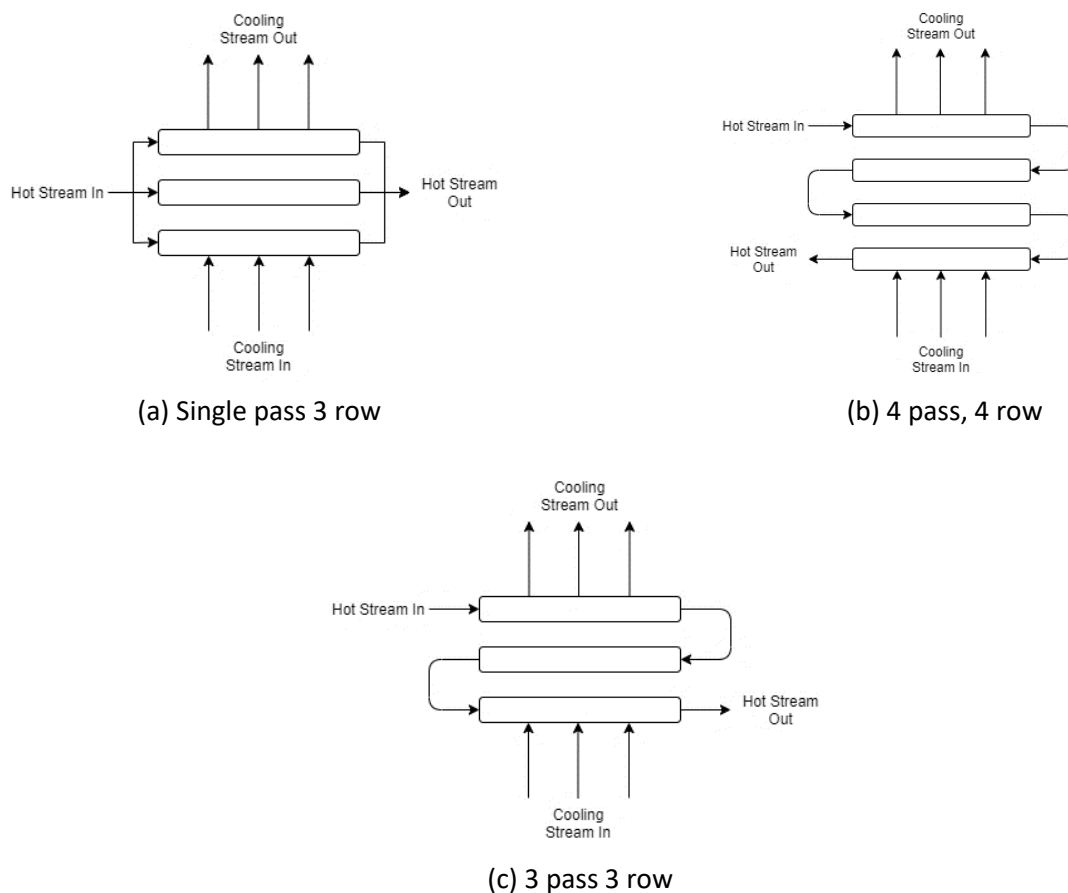 Cooling
Stream Out
Hot Stream In
Hot Stream
Out
Cooling
Stream In
(a) Single pass 3 row
Cooling
Stream Out
Hot Stream In
Hot Stream
Out
Cooling
Stream In
(b) 4 pass, 4 row
Cooling
Stream Out
Hot Stream In
Hot Stream
Out
Cooling
Stream In
(c) 3 pass 3 row